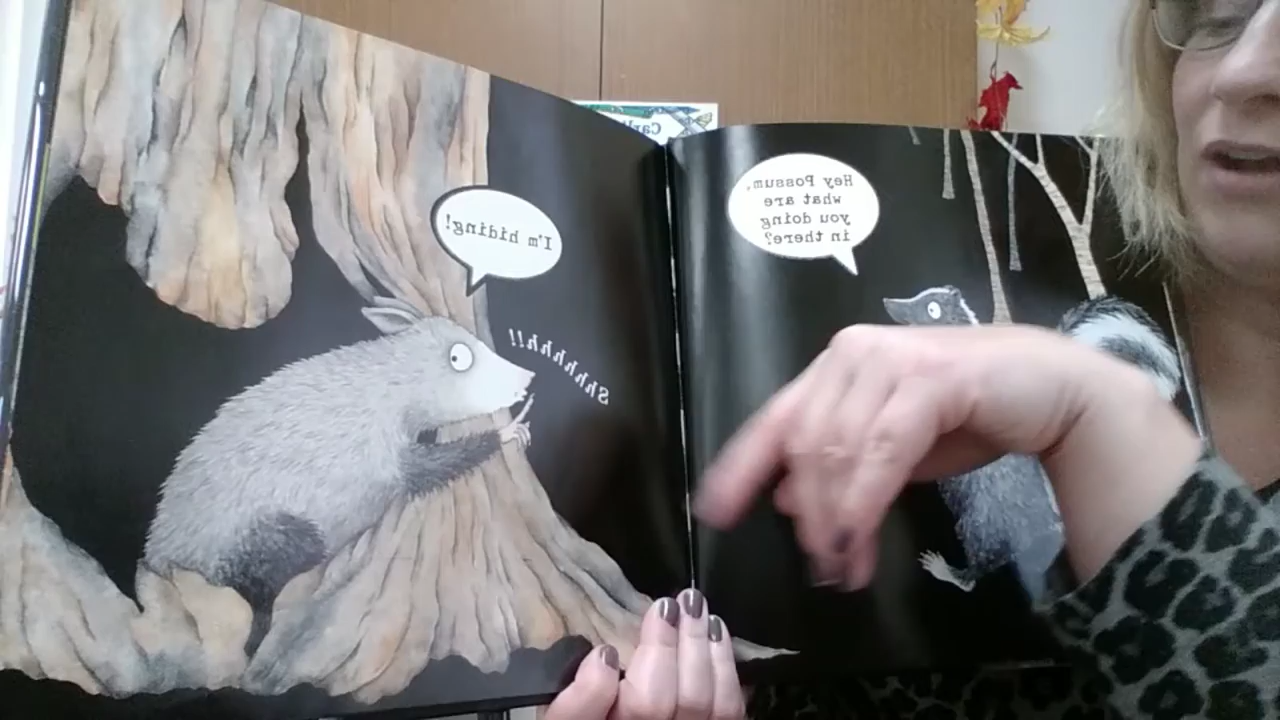 Hey Possum,
what are
you doing
in there?
I'm hiding!
Shhhhhh!!